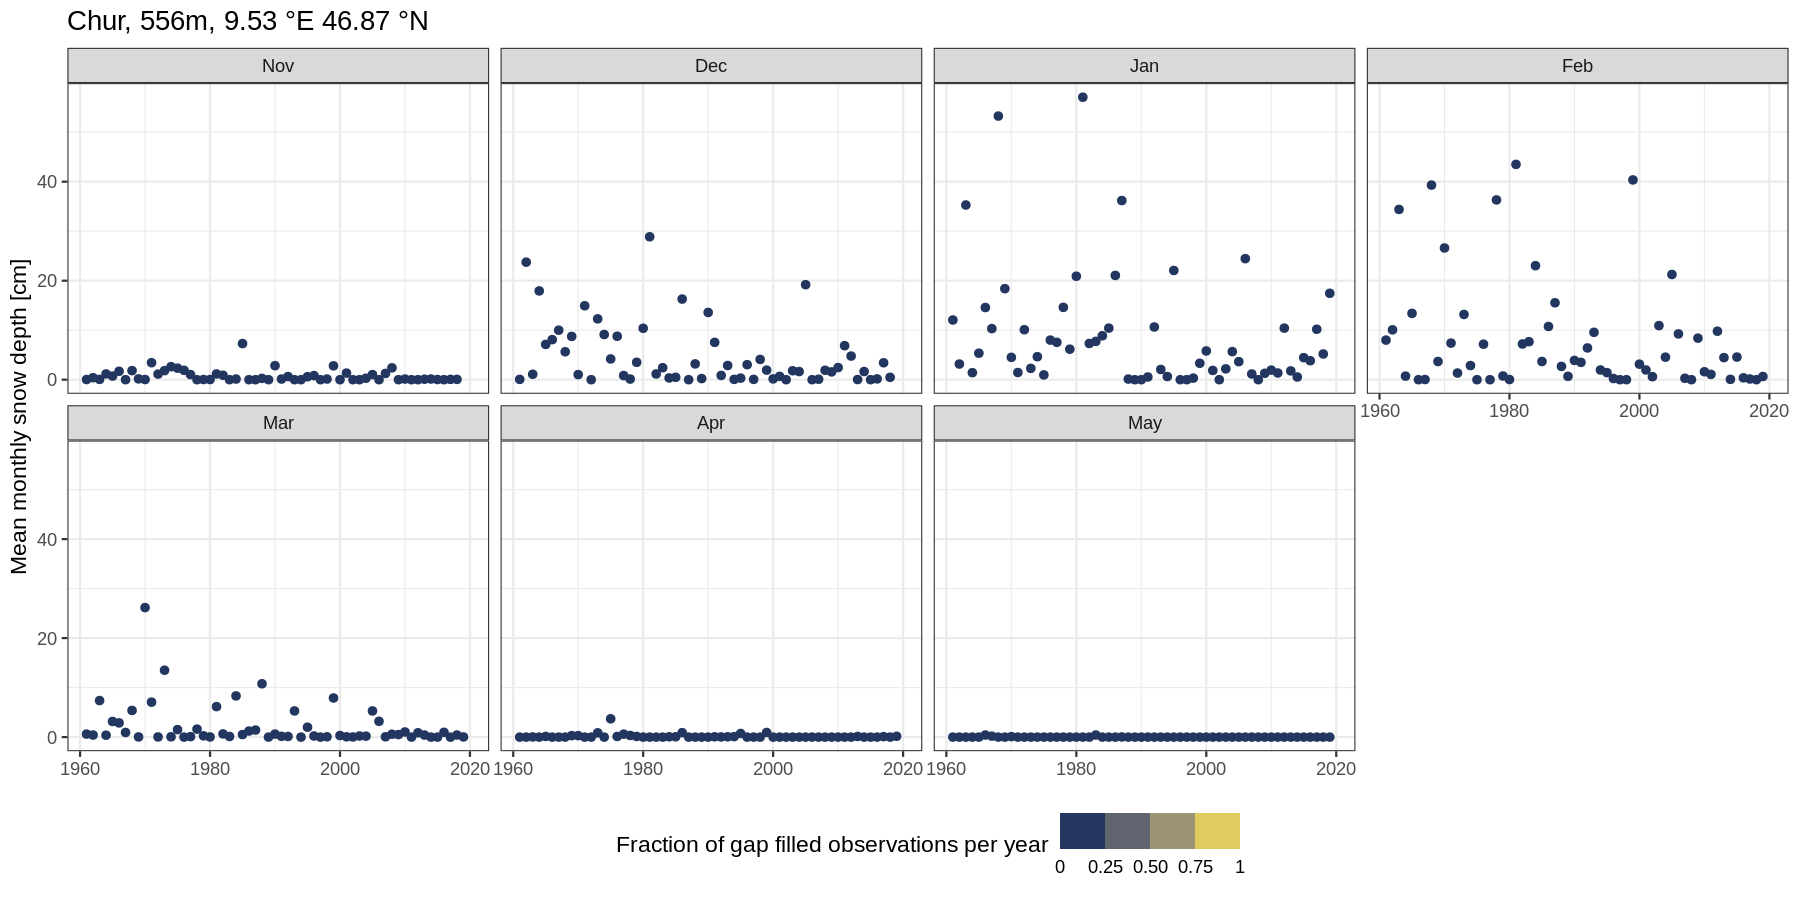 Chur, 556m, 9.53 °E 46.87 °N
Nov
Dec
Jan
Feb
Mean monthly snow depth [cm]
40
20
0
1960 1980 2000 2020
Mar
Apr
May
40
20
0
1960 1980 2000 2020
1960 1980 2000 2020
1960 1980 2000 2020
Fraction of gap filled observations per year
0 0.25 0.50 0.75 1